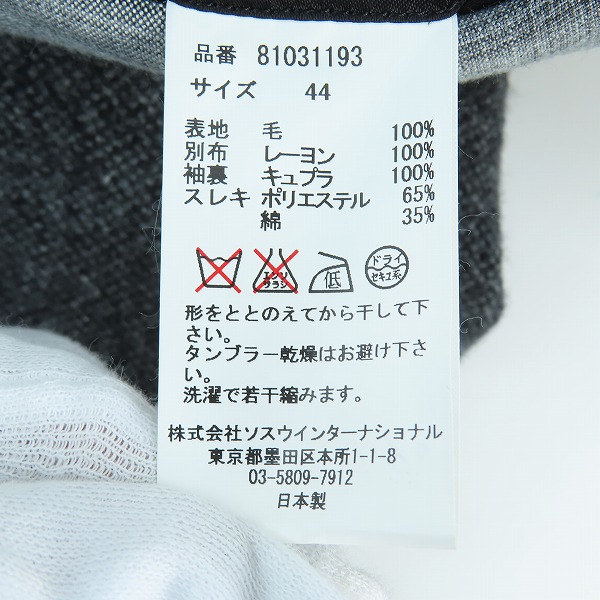 品番 81031193
サイズ 44
表地 毛 100%
別布 レーヨン 100%
袖裏 キュプラ 100%
スレキ ポリエステル 65%
綿 35%
エンソサラシ 低 ドライ セキユ系
形をととのえてから干して下
さい。
タンブラー乾燥はお避け下さ
い。
洗濯で若干縮みます。
株式会社ソスウインターナショナル
東京都墨田区本所1-1-8
03-5809-7912
日本製